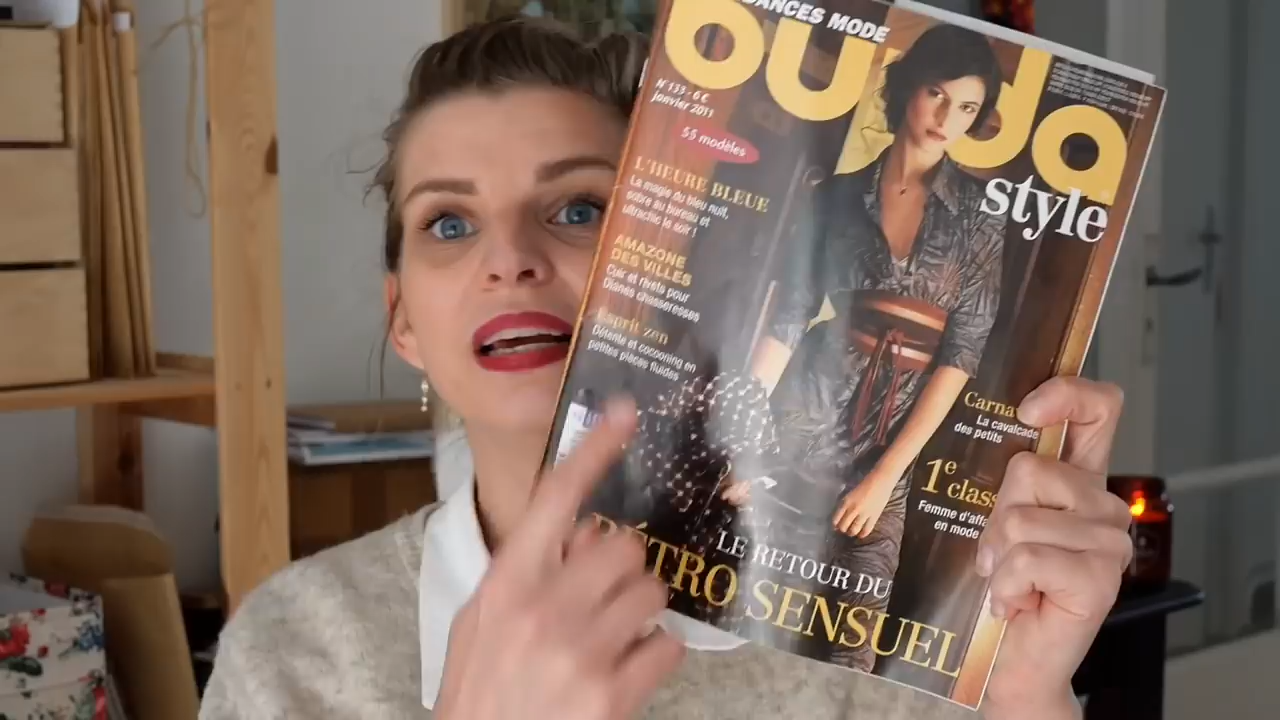 DANCES MODE
burda
style
N°133 - 6 €
Janvier 2011
55 modèles
L'HEURE BLEUE
La magie du bleu nuit,
sobre au bureau et
ultrachic le soir !
AMAZONE
DES VILLES
Cuir et rivets pour
Dianes chasseresses
Esprit zen
Détente et cocooning en
petites pièces fluides
Carna
La cavalcade
des petits
1e
class
Femme d'affa
en mode
LE RETOUR DU
RÉTRO SENSUEL